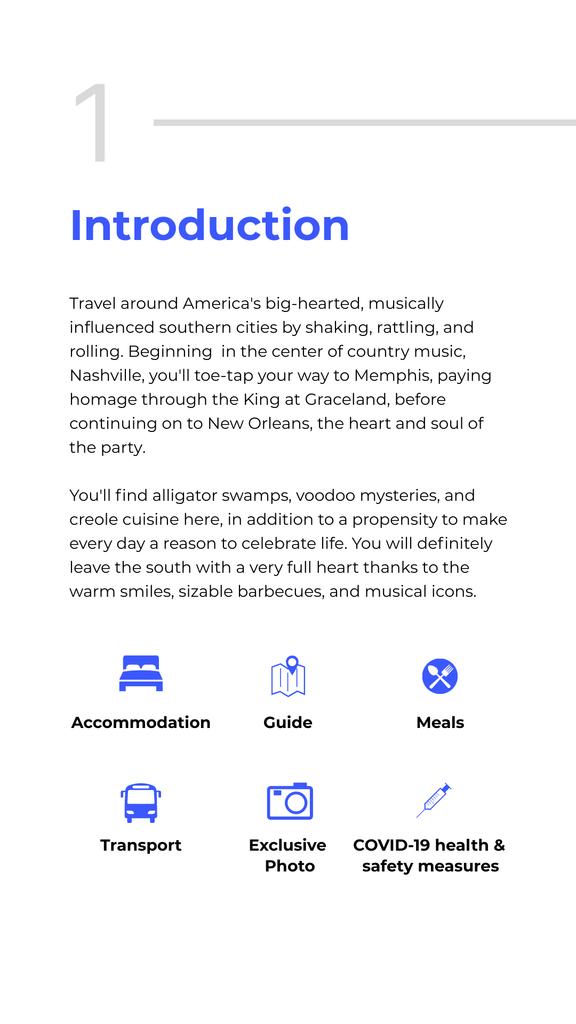 1
Introduction
Travel around America's big-hearted, musically
influenced southern cities by shaking, rattling, and
rolling. Beginning  in the center of country music,
Nashville, you'll toe-tap your way to Memphis, paying
homage through the King at Graceland, before
continuing on to New Orleans, the heart and soul of
the party.
You'll find alligator swamps, voodoo mysteries, and
creole cuisine here, in addition to a propensity to make
every day a reason to celebrate life. You will definitely
leave the south with a very full heart thanks to the
warm smiles, sizable barbecues, and musical icons.
Accommodation
Guide
Meals
Transport
Exclusive
Photo
COVID-19 health &
safety measures